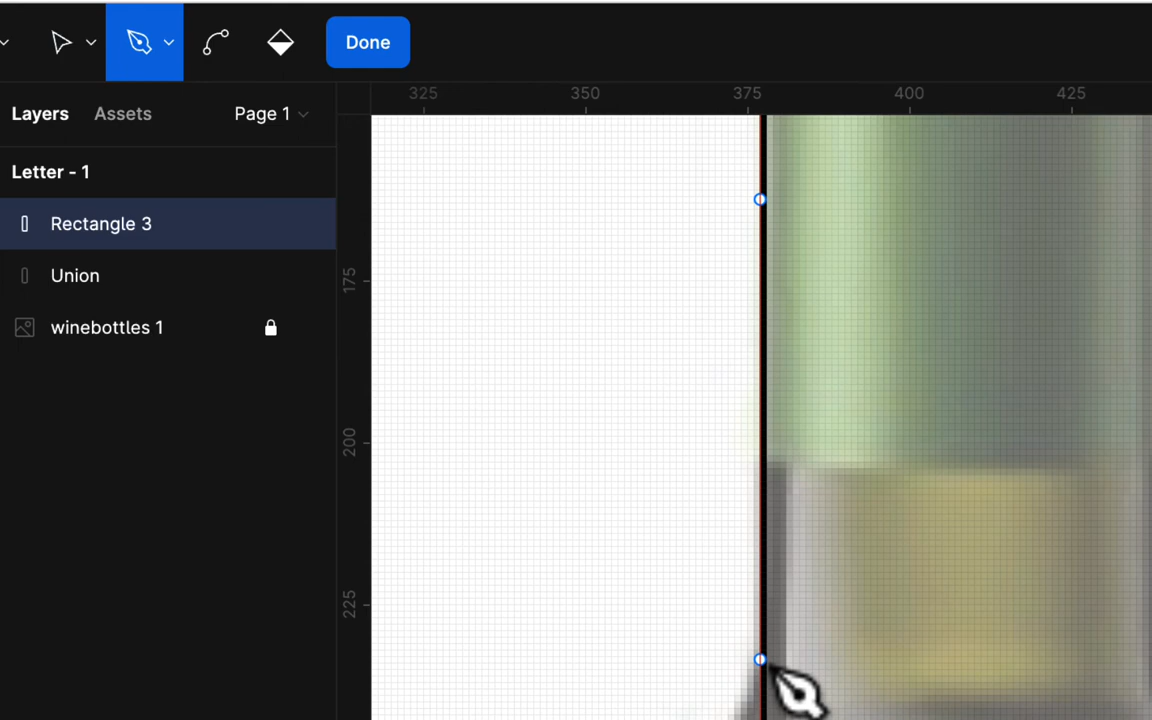 Done
Layers Assets Page 1
325 350 375 400 425
Letter - 1
Rectangle 3
Union
winebottles 1
175
200
225